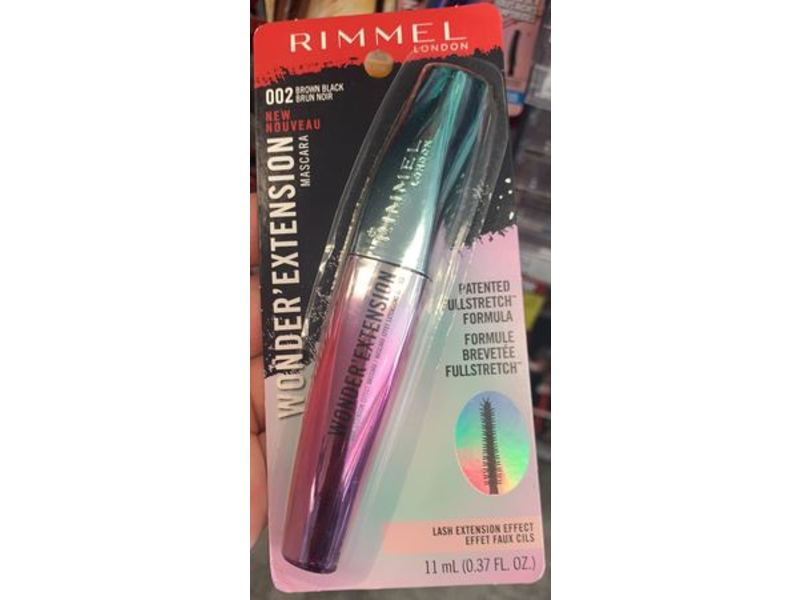 RIMMEL
LONDON
002 BROWN BLACK
BRUN NOIR
NEW
NOUVEAU
WONDER'EXTENSION
MASCARA
RIMMEL
LONDON
WONDER'EXTENSION
PATENTED
FULLSTRETCH™
FORMULA
FORMULE
BREVETÉE
FULLSTRETCH™
LASH EXTENSION EFFECT
EFFET FAUX CILS
11 mL (0.37 FL. OZ.)